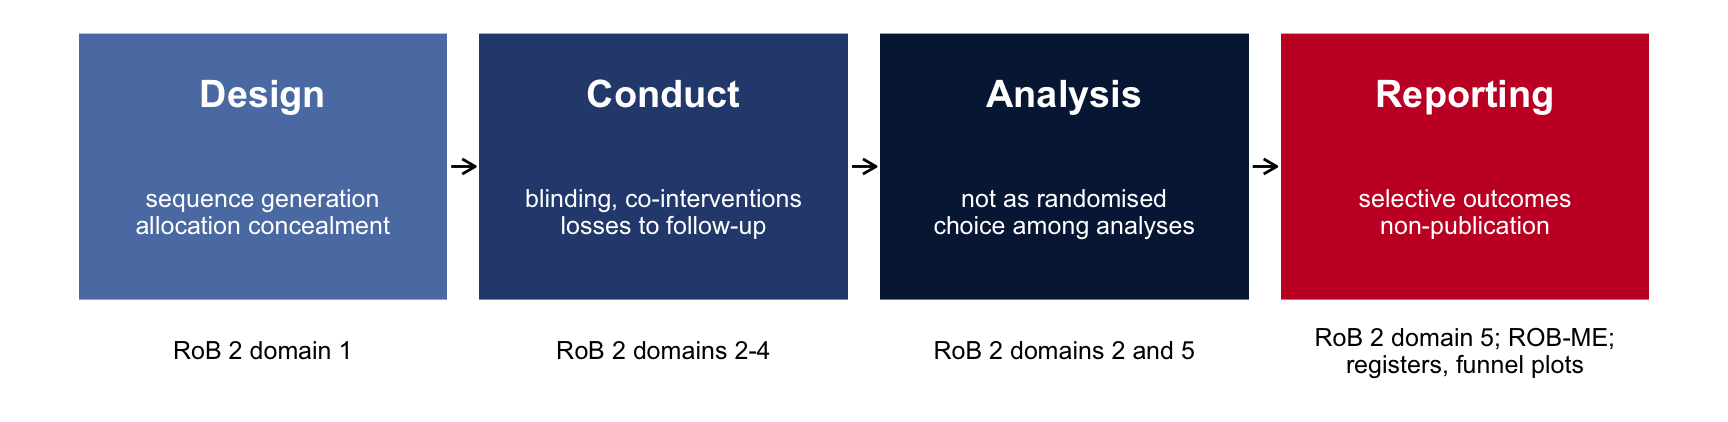 Design
sequence generation
allocation concealment
RoB 2 domain 1
Conduct
blinding, co-interventions
losses to follow-up
RoB 2 domains 2-4
Analysis
not as randomised
choice among analyses
RoB 2 domains 2 and 5
Reporting
selective outcomes
non-publication
RoB 2 domain 5; ROB-ME;
registers, funnel plots